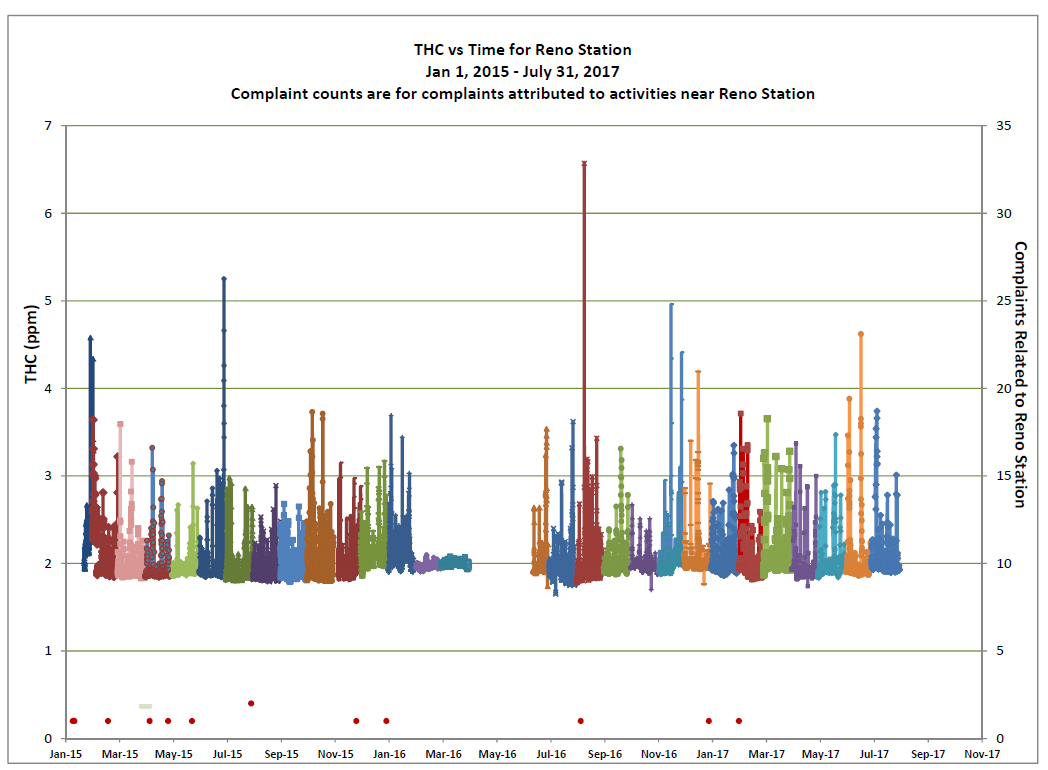 THC vs Time for Reno Station
Jan 1, 2015 - July 31, 2017
Complaint counts are for complaints attributed to activities near Reno Station
7
6
5
4
3
2
1
0
THC (ppm)
35
30
25
20
15
10
5
0
Complaints Related to Reno Station
Jan-15
Mar-15
May-15
Jul-15
Sep-15
Nov-15
Jan-16
Mar-16
May-16
Jul-16
Sep-16
Nov-16
Jan-17
Mar-17
May-17
Jul-17
Sep-17
Nov-17